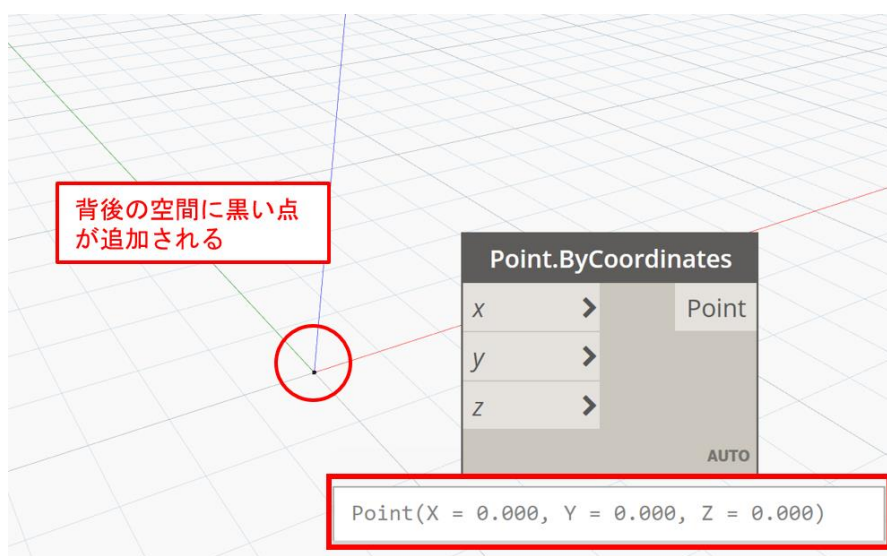 背後の空間に黒い点
が追加される
Point.ByCoordinates
x
Point
y
z
AUTO
Point(X = 0.000, Y = 0.000, Z = 0.000)